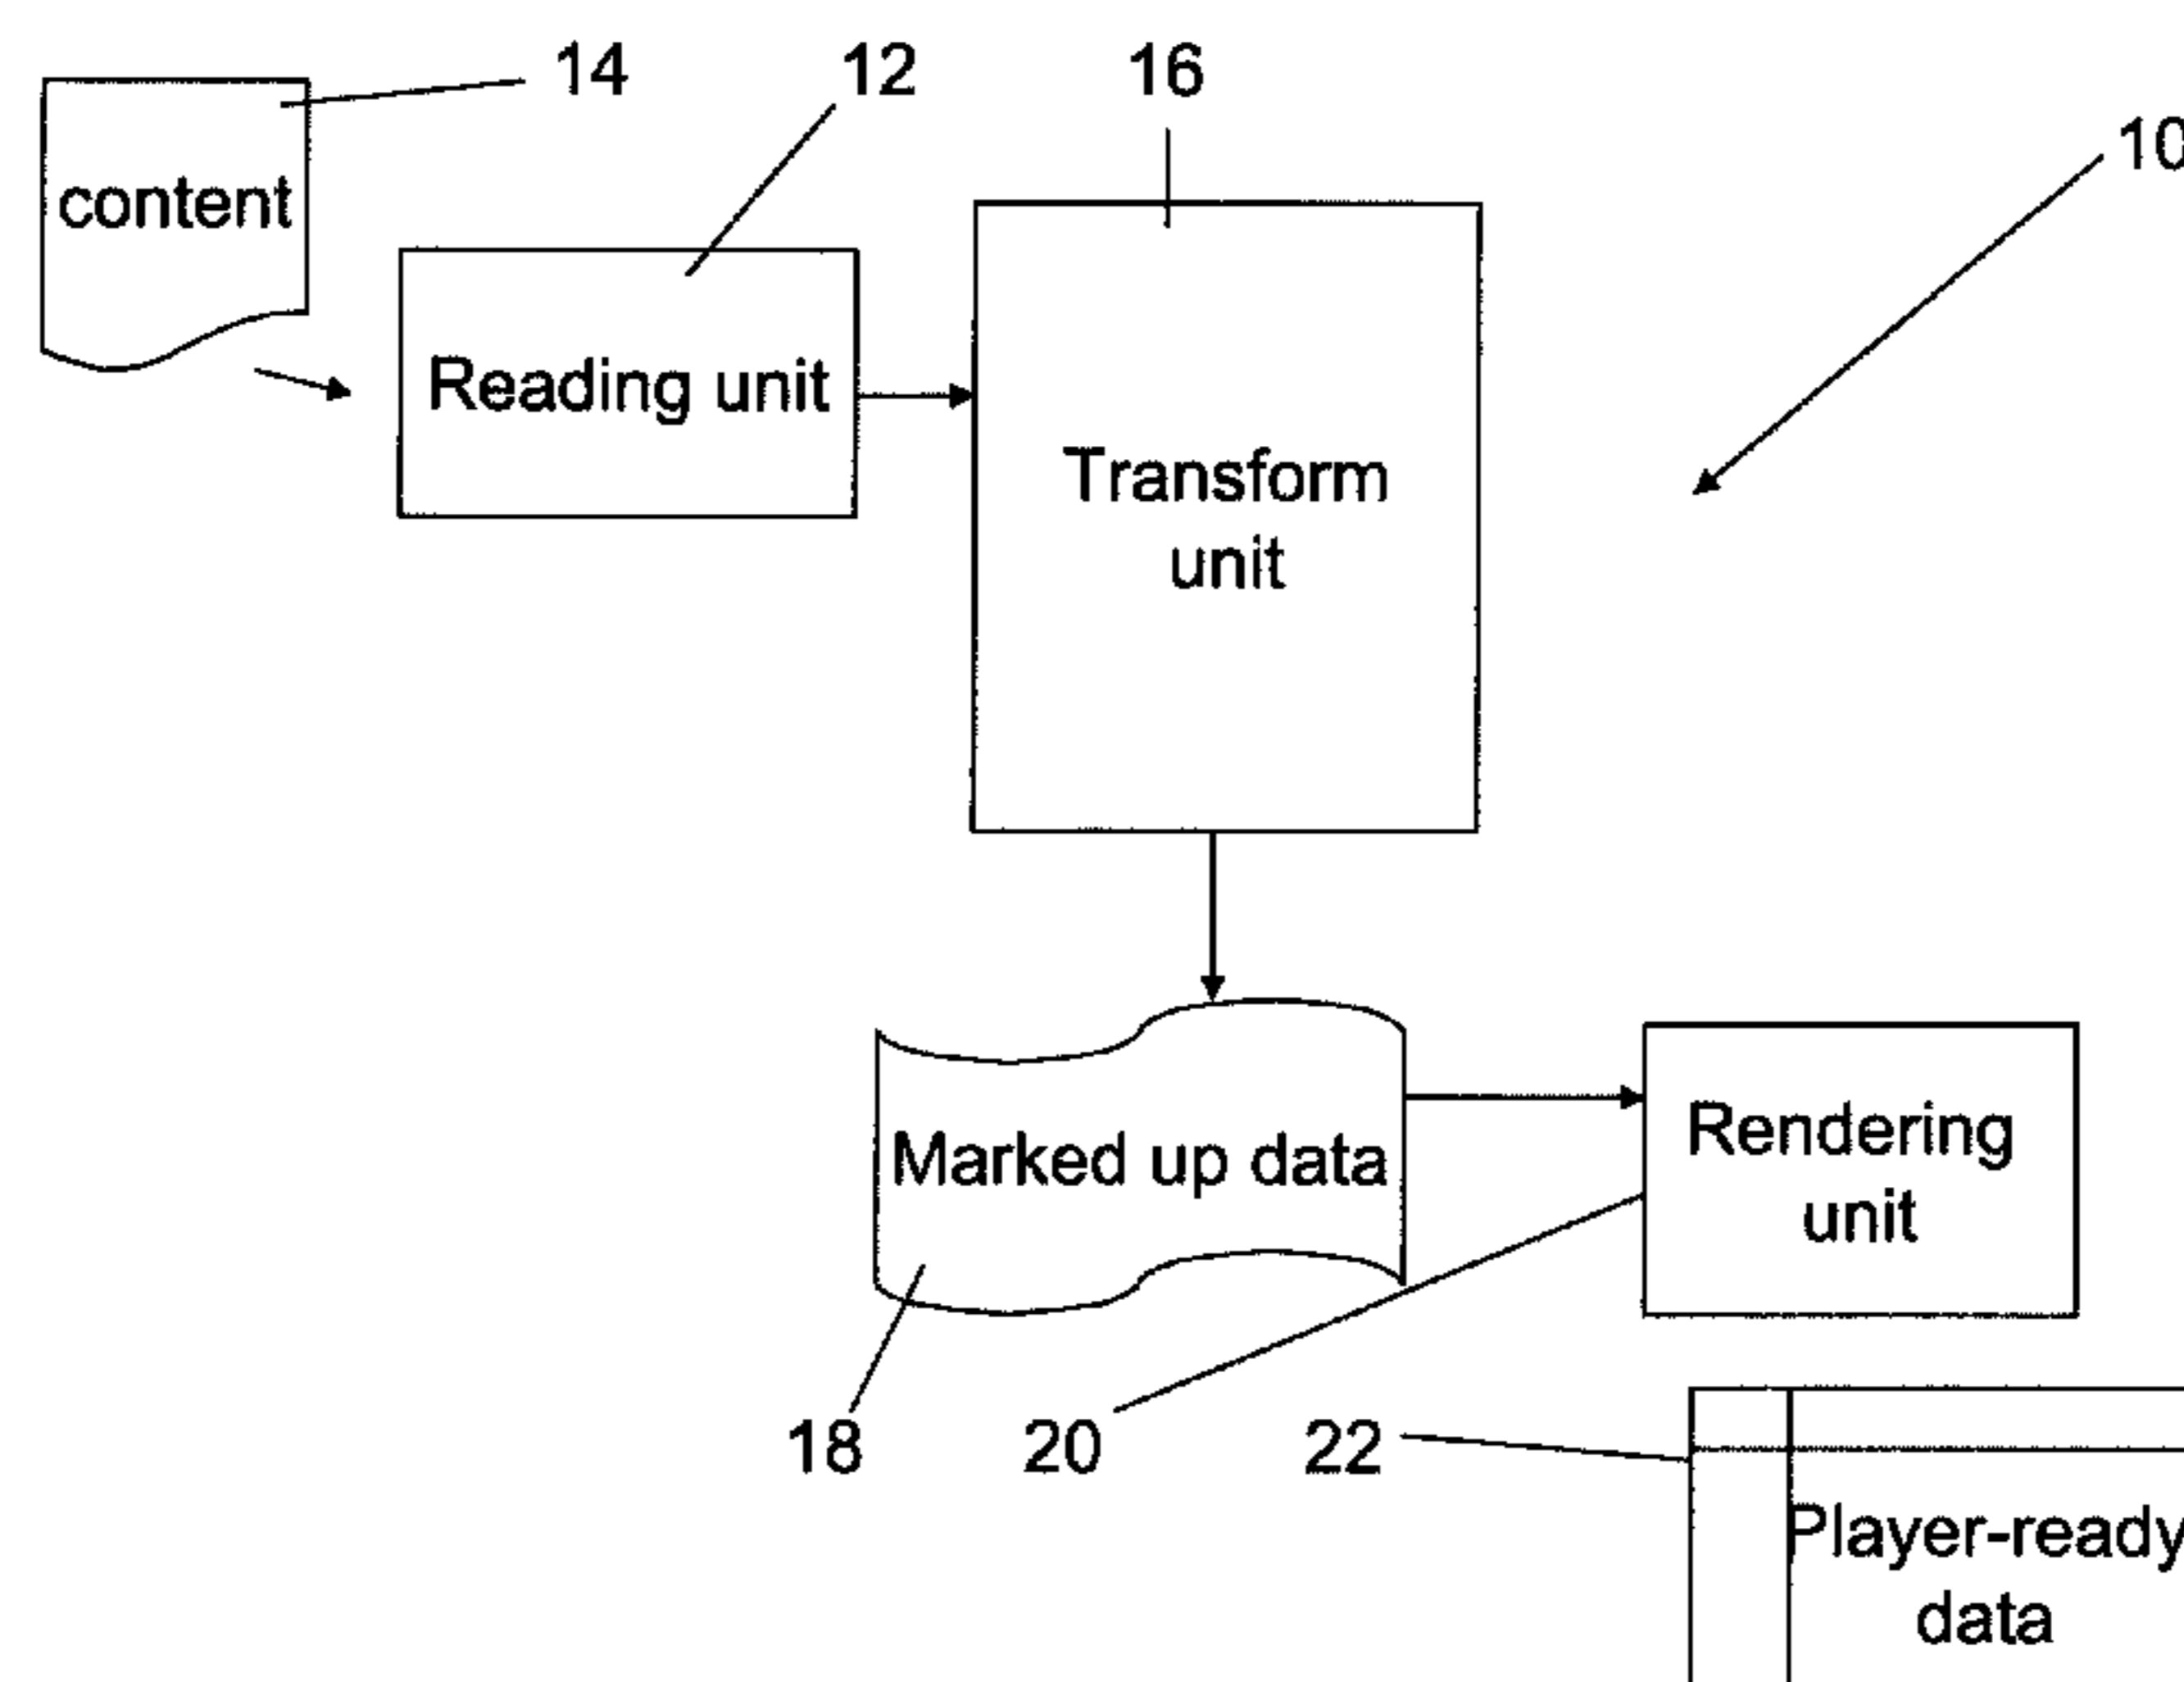 14
12
16
10
content
Reading unit
Transform
unit
Marked up data
Rendering
unit
18
20
22
Player-ready
data